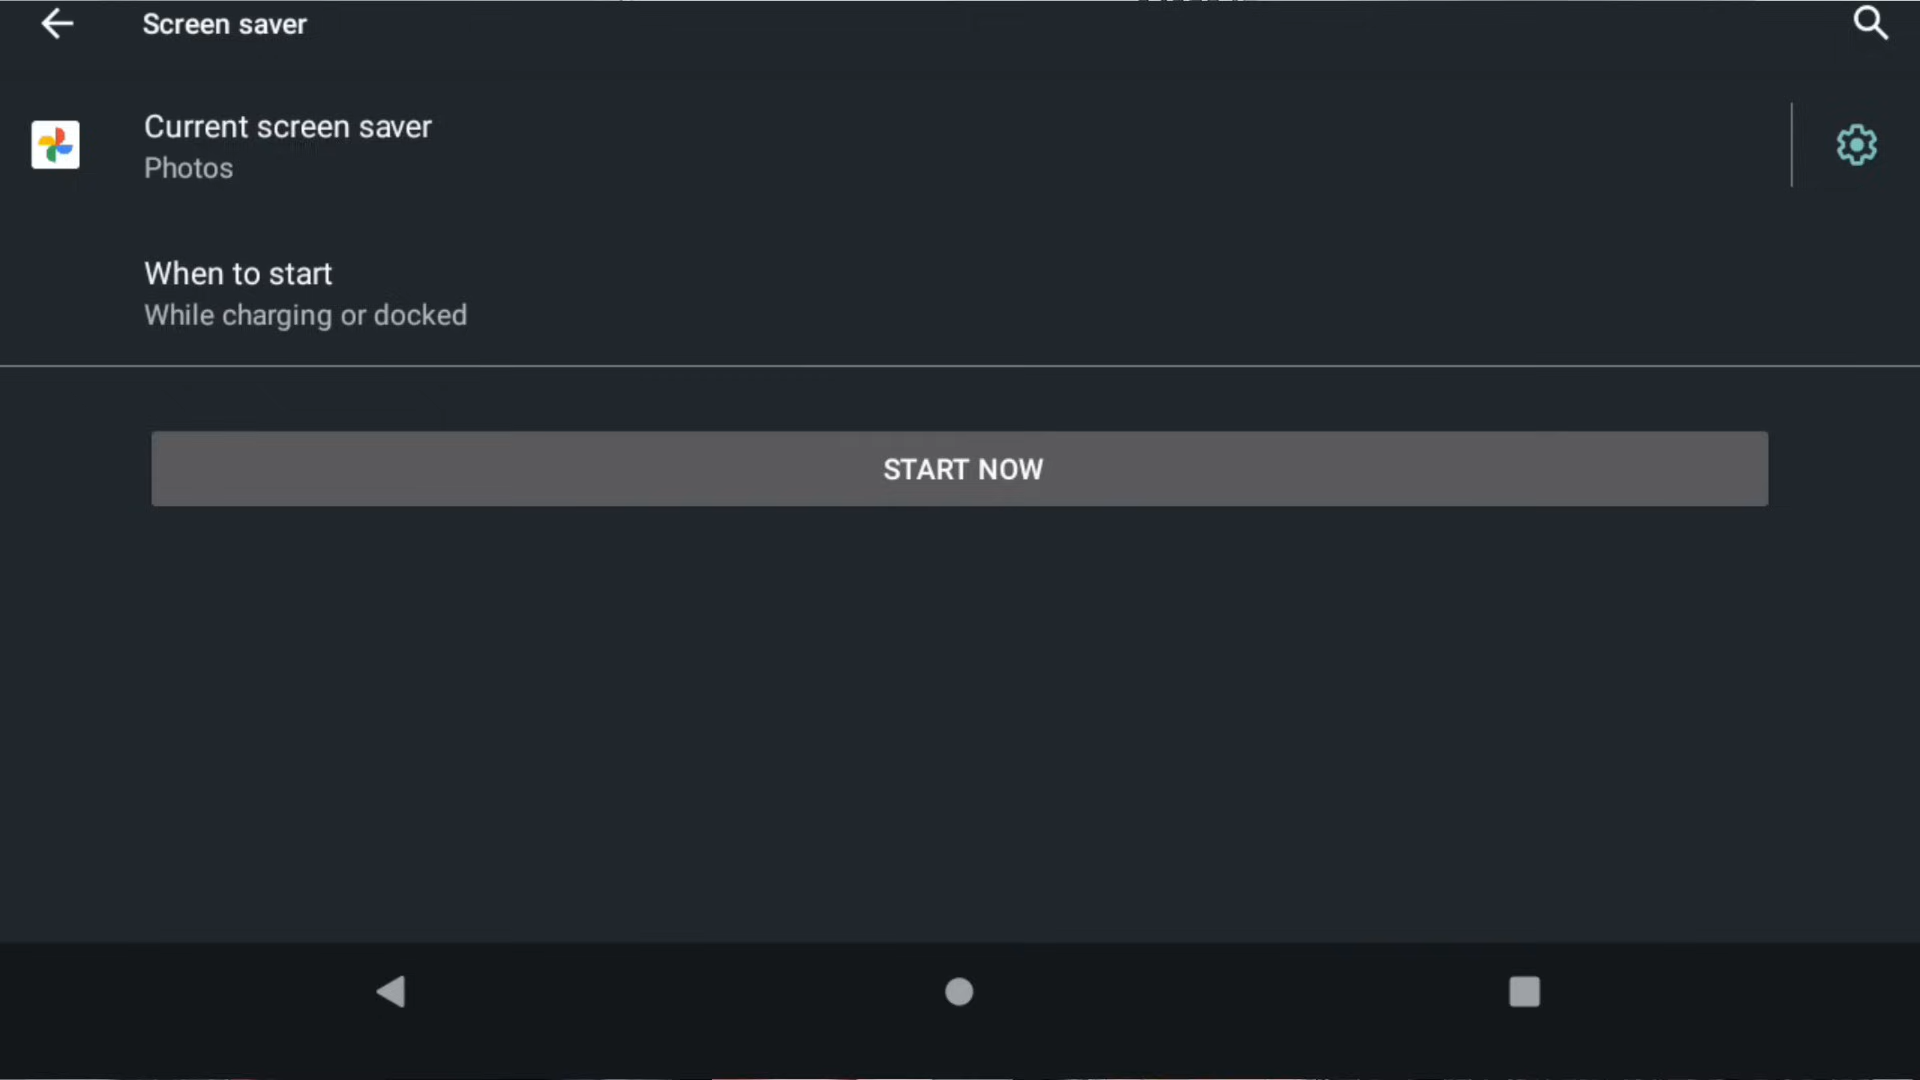 Screen saver
Current screen saver
Photos
When to start
While charging or docked
START NOW